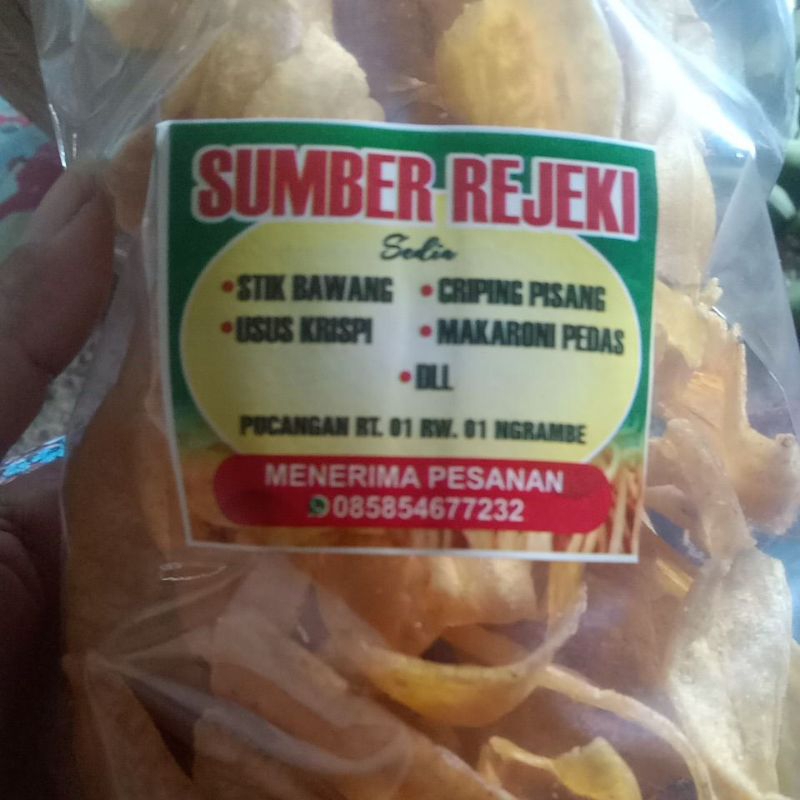 SUMBER REJEKI
Sedia
• STIK BAWANG • CRIPING PISANG
• USUS KRISPI • MAKARONI PEDAS
• DLL
PUCANGAN RT. 01 RW. 01 NGRAMBE
MENERIMA PESANAN
085854677232